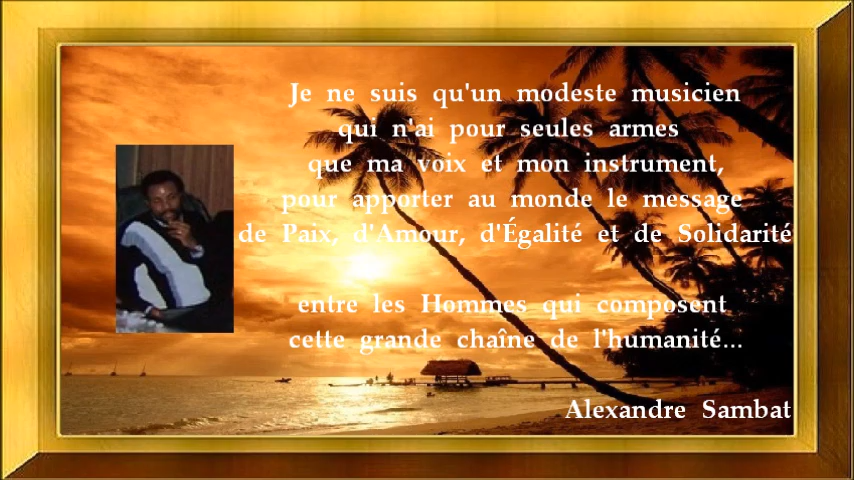 Je ne suis qu'un modeste musicien
qui n'ai pour seules armes
que ma voix et mon instrument,
pour apporter au monde le message
de Paix, d'Amour, d'Égalité et de Solidarité
entre les Hommes qui composent
cette grande chaîne de l'humanité...
Alexandre Sambat